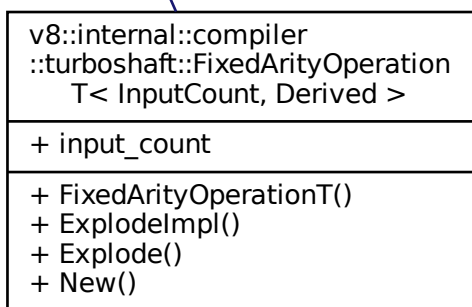 v8::internal::compiler
::turboshaft::FixedArityOperation
T< InputCount, Derived >
+ input_count
+ FixedArityOperationT()
+ ExplodeImpl()
+ Explode()
+ New()